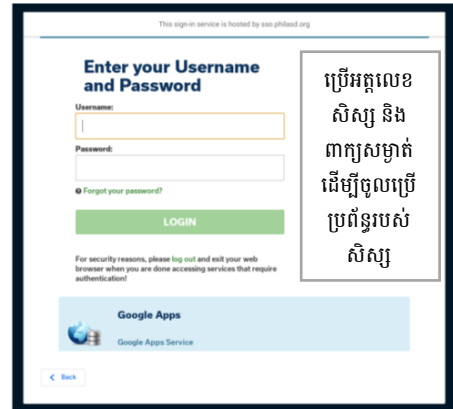 This sign-in service is hosted by sso.philasd.org
Enter your Username
and Password
Username:
Password:
Forgot your password?
LOGIN
For security reasons, please log out and exit your web
browser when you are done accessing services that require
authentication!
Google Apps
Google Apps Service
Back
ប្រើអត្តលេខ
សិស្ស និង
ពាក្យសម្ងាត់
ដើម្បីចូលប្រើ
ប្រព័ន្ធរបស់
សិស្ស